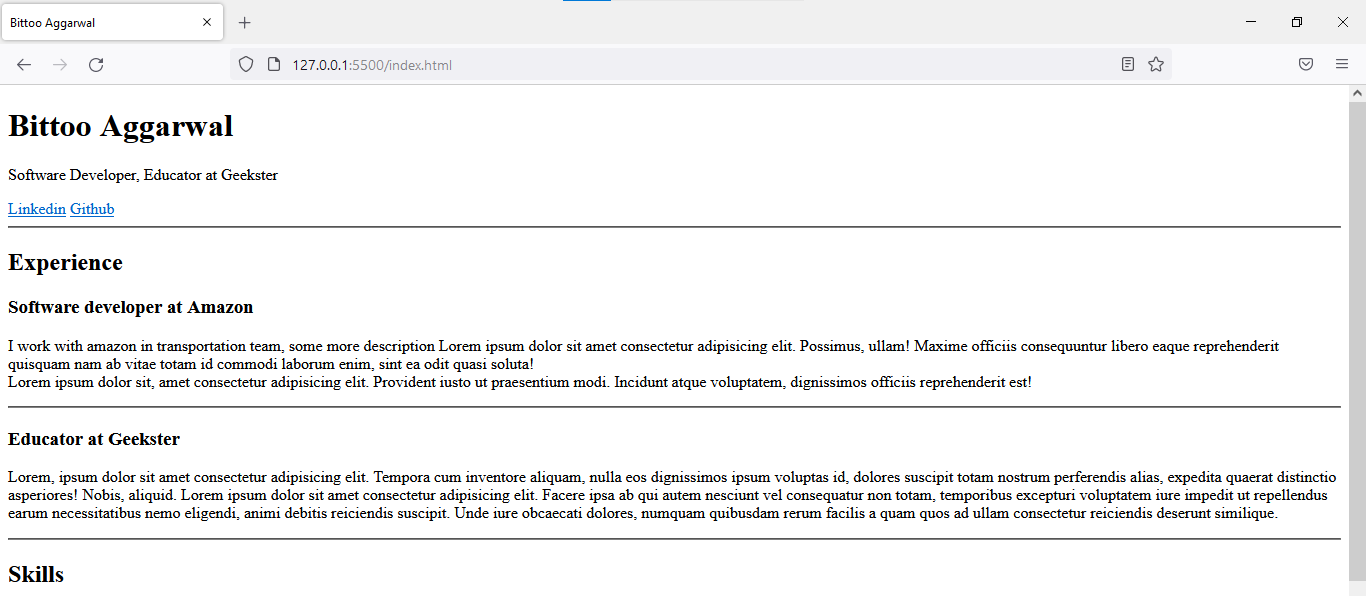 Bittoo Aggarwal
127.0.0.1:5500/index.html
Bittoo Aggarwal
Software Developer, Educator at Geekster
Linkedin Github
Experience
Software developer at Amazon
I work with amazon in transportation team, some more description Lorem ipsum dolor sit amet consectetur adipisicing elit. Possimus, ullam! Maxime officiis consequuntur libero eaque reprehenderit
quisquam nam ab vitae totam id commodi laborum enim, sint ea odit quasi soluta!
Lorem ipsum dolor sit, amet consectetur adipisicing elit. Provident iusto ut praesentium modi. Incidunt atque voluptatem, dignissimos officiis reprehenderit est!
Educator at Geekster
Lorem, ipsum dolor sit amet consectetur adipisicing elit. Tempora cum inventore aliquam, nulla eos dignissimos ipsum voluptas id, dolores suscipit totam nostrum perferendis alias, expedita quaerat distinctio
asperiores! Nobis, aliquid. Lorem ipsum dolor sit amet consectetur adipisicing elit. Facere ipsa ab qui autem nesciunt vel consequatur non totam, temporibus excepturi voluptatem iure impedit ut repellendus
earum necessitatibus nemo eligendi, animi debitis reiciendis suscipit. Unde iure obcaecati dolores, numquam quibusdam rerum facilis a quam quos ad ullam consectetur reiciendis deserunt similique.
Skills